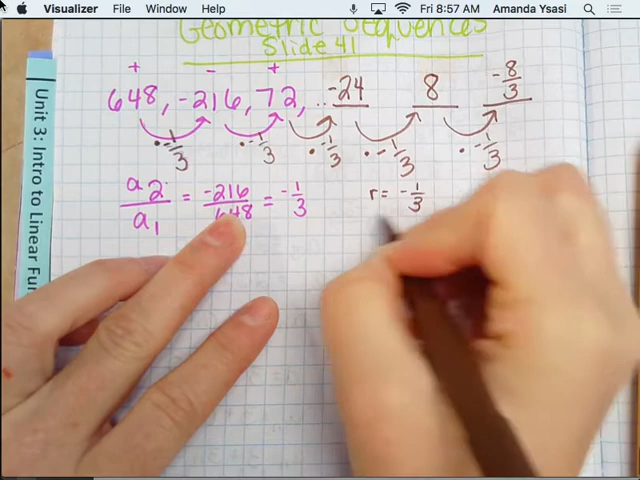 Visualizer File Edit Window Help Fri 8:57 AM Amanda Ysasi
Geometric Sequences
Slide 41
Unit 3: Intro to Linear Fun
+ - +
648, -216, 72, ... -24 8 -8/3
·-1/3 ·-1/3 ·-1/3 ·-1/3 ·-1/3
a2/a1 = -216/648 = -1/3
r = -1/3